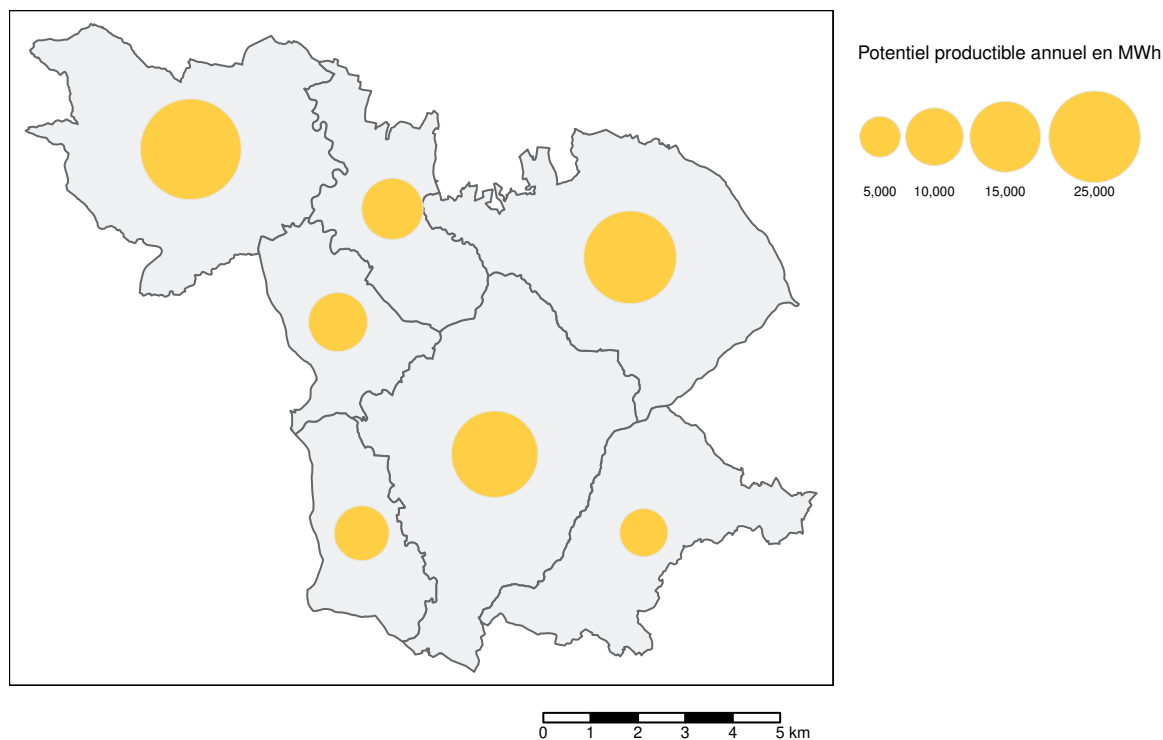 Potentiel productible annuel en MWh
5,000 10,000 15,000 25,000
0 1 2 3 4 5 km